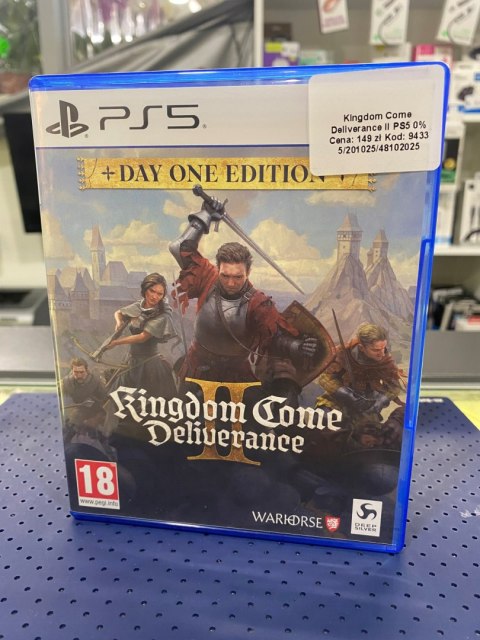 PS5
Kingdom Come
Deliverance II PS5 0%
Cena: 149 zł Kod: 9433
5/201025/48102025
+ DAY ONE EDITION
II
Kingdom Come
Deliverance
18
www.pegi.info
WARHORSE
DEEP
SILVER